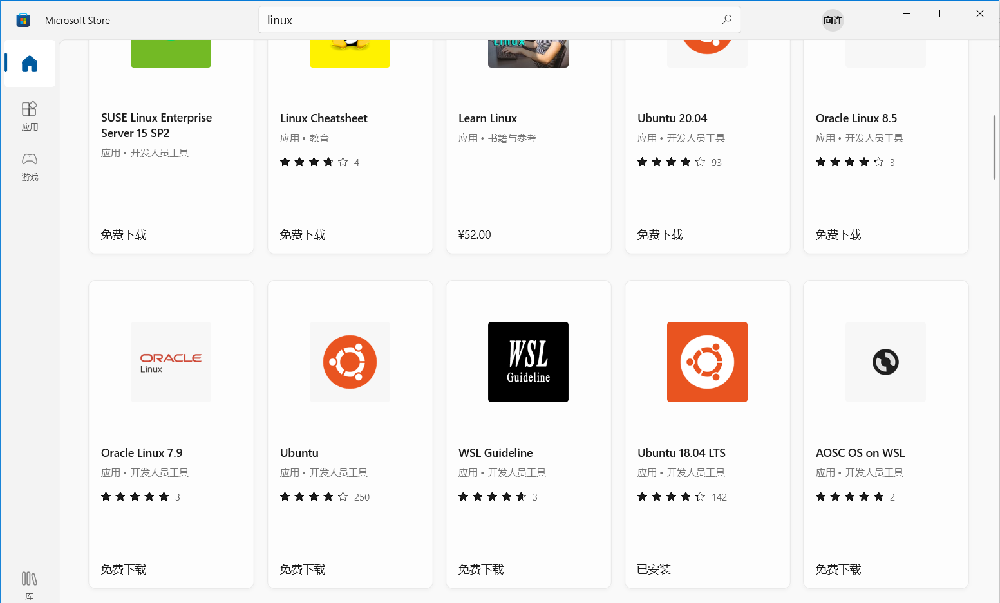 Microsoft Store
linux
向许
应用
游戏
库
LINUX
SUSE Linux Enterprise
Server 15 SP2
应用 • 开发人员工具
免费下载
Linux Cheatsheet
应用 • 教育
4
免费下载
Learn Linux
应用 • 书籍与参考
¥52.00
Ubuntu 20.04
应用 • 开发人员工具
93
免费下载
Oracle Linux 8.5
应用 • 开发人员工具
3
免费下载
ORACLE
Linux
Oracle Linux 7.9
应用 • 开发人员工具
3
免费下载
Ubuntu
应用 • 开发人员工具
250
免费下载
WSL
Guideline
WSL Guideline
应用 • 开发人员工具
3
免费下载
Ubuntu 18.04 LTS
应用 • 开发人员工具
142
已安装
AOSC OS on WSL
应用 • 开发人员工具
2
免费下载